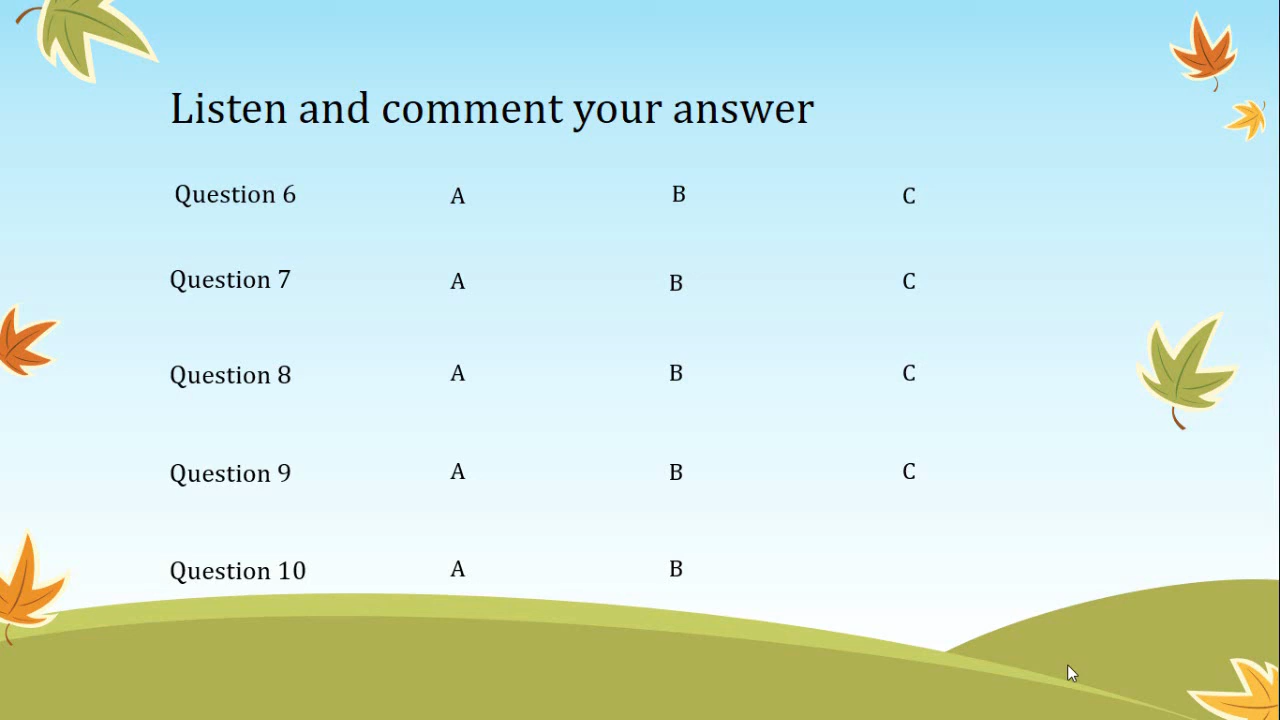 Listen and comment your answer
Question 6 A B C
Question 7 A B C
Question 8 A B C
Question 9 A B C
Question 10 A B